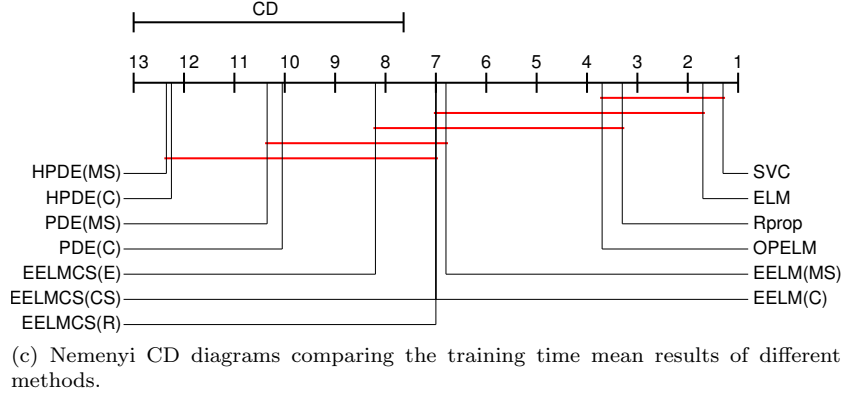 CD
13 12 11 10 9 8 7 6 5 4 3 2 1
HPDE(MS) SVC
HPDE(C) ELM
PDE(MS) Rprop
PDE(C) OPELM
EELMCS(E) EELM(MS)
EELMCS(CS) EELM(C)
EELMCS(R)
(c) Nemenyi CD diagrams comparing the training time mean results of different
methods.